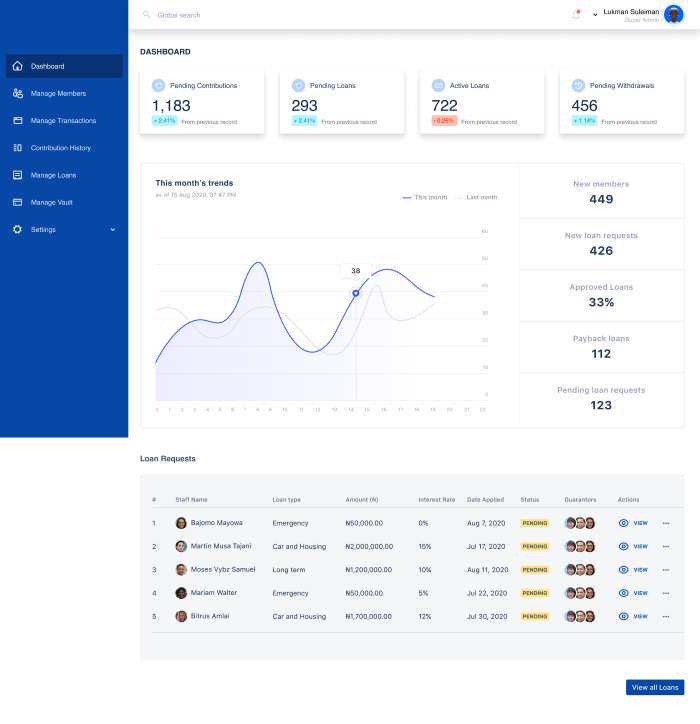 Global search
Lukman Suleiman
Super Admin
Dashboard
Manage Members
Manage Transactions
Contribution History
Manage Loans
Manage Vault
Settings
DASHBOARD
Pending Contributions
1,183
+ 2.41% From previous record
Pending Loans
293
+ 2.41% From previous record
Active Loans
722
- 0.26% From previous record
Pending Withdrawals
456
+ 1.14% From previous record
This month's trends
as of 15 Aug 2020, 07:47 PM
This month Last nonth
60
50
40
30
20
10
0
38
0 1 2 3 4 5 6 7 8 9 10 11 12 13 14 15 16 17 18 19 20 21 22
New members
449
New loan requests
426
Approved Loans
33%
Payback loans
112
Pending loan requests
123
Loan Requests
# Staff Name Loan type Amount (₦) Interest Rate Date Applied Status Guarantors Actions
1 Bajomo Mayowa Emergency ₦50,000.00 0% Aug 7, 2020 PENDING VIEW
2 Martin Musa Tajani Car and Housing ₦2,000,000.00 15% Jul 17, 2020 PENDING VIEW
3 Moses Vybz Samuel Long term ₦1,200,000.00 10% Aug 11, 2020 PENDING VIEW
4 Mariam Walter Emergency ₦50,000.00 5% Jul 22, 2020 PENDING VIEW
5 Bitrus Amlai Car and Housing ₦1,700,000.00 12% Jul 30, 2020 PENDING VIEW
View all Loans